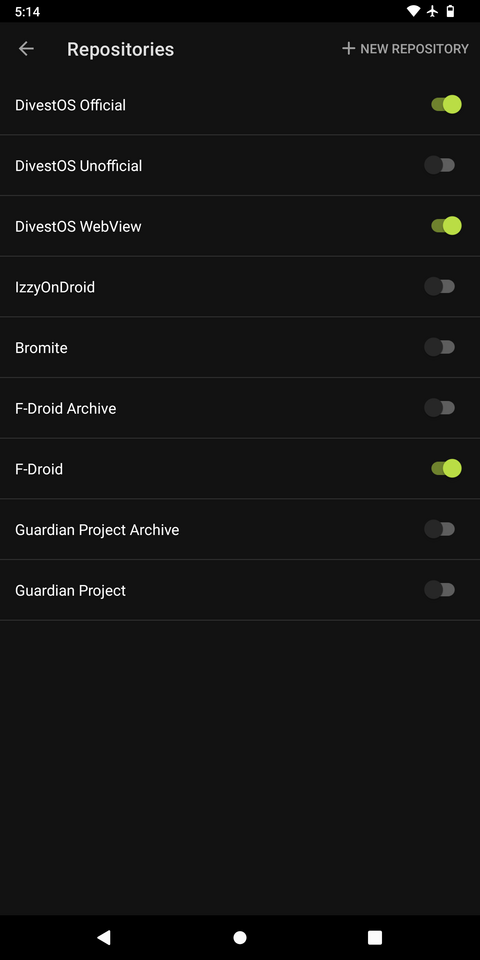 5:14
Repositories
NEW REPOSITORY
DivestOS Official
DivestOS Unofficial
DivestOS WebView
IzzyOnDroid
Bromite
F-Droid Archive
F-Droid
Guardian Project Archive
Guardian Project